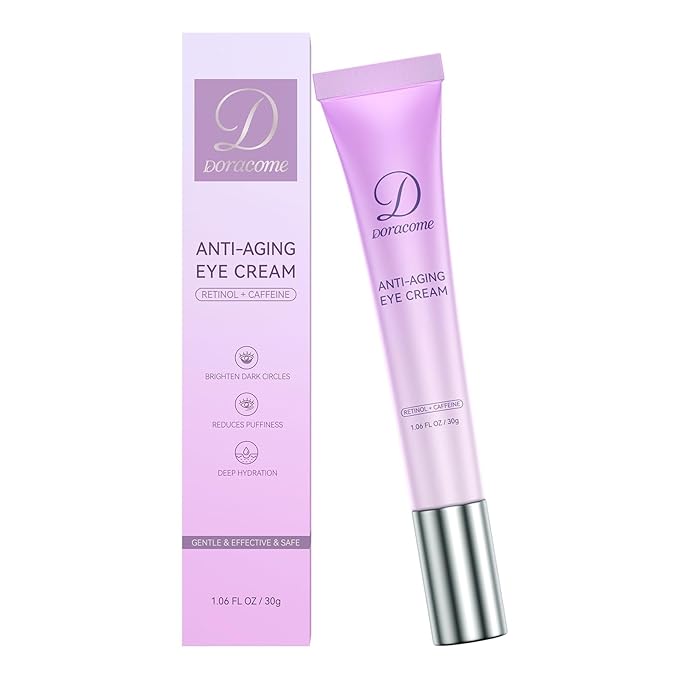 D
Doracome
ANTI-AGING
EYE CREAM
RETINOL + CAFFEINE
BRIGHTEN DARK CIRCLES
REDUCES PUFFINESS
DEEP HYDRATION
GENTLE & EFFECTIVE & SAFE
1.06 FL OZ / 30g
D
Doracome
ANTI-AGING
EYE CREAM
RETINOL + CAFFEINE
1.06 FL OZ / 30g